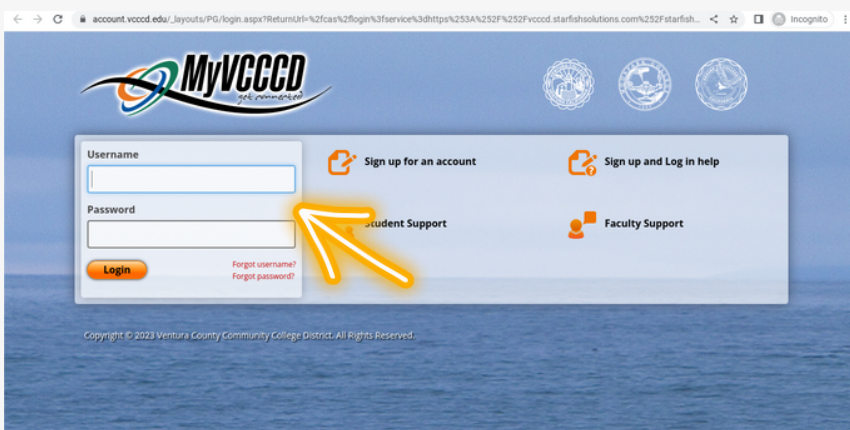 account.vcccd.edu/_layouts/PG/login.aspx?ReturnUrl=%2fcas%2flogin%3fservice%3dhttps%253A%252F%252Fvcccd.starfishsolutions.com%252Fstarfish...
Incognito
MyVCCCD
get connected
Username
Sign up for an account
Sign up and Log in help
Password
Student Support
Faculty Support
Login
Forgot username?
Forgot password?
Copyright © 2023 Ventura County Community College District. All Rights Reserved.